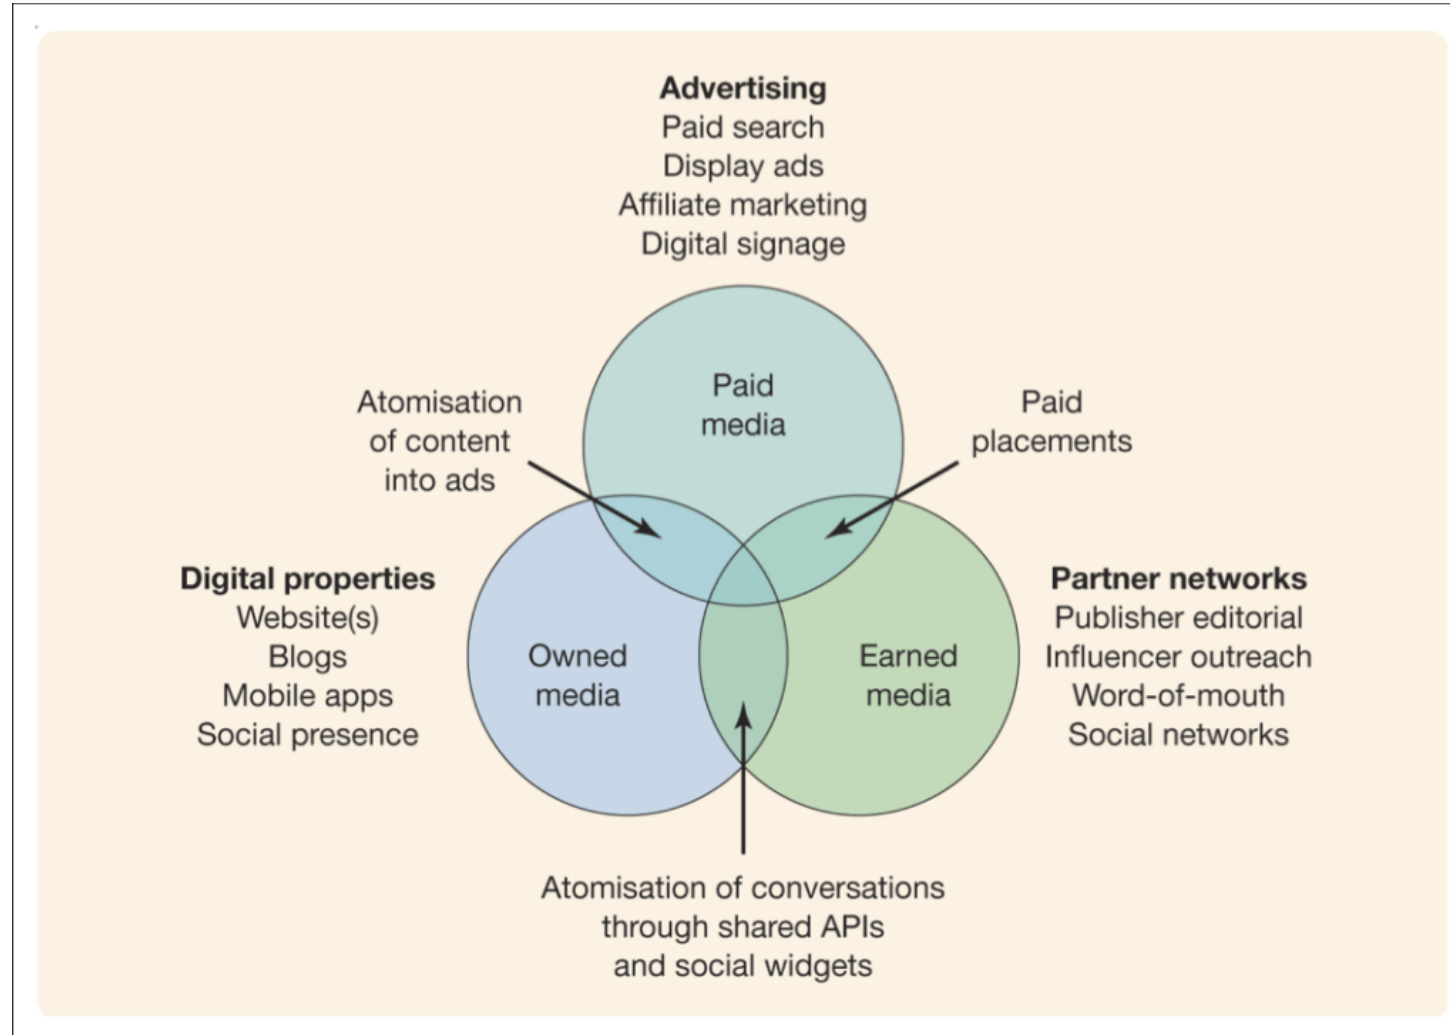 Advertising
Paid search
Display ads
Affiliate marketing
Digital signage
Paid
media
Atomisation
of content
into ads
Paid
placements
Digital properties
Website(s)
Blogs
Mobile apps
Social presence
Owned
media
Earned
media
Partner networks
Publisher editorial
Influencer outreach
Word-of-mouth
Social networks
Atomisation of conversations
through shared APIs
and social widgets